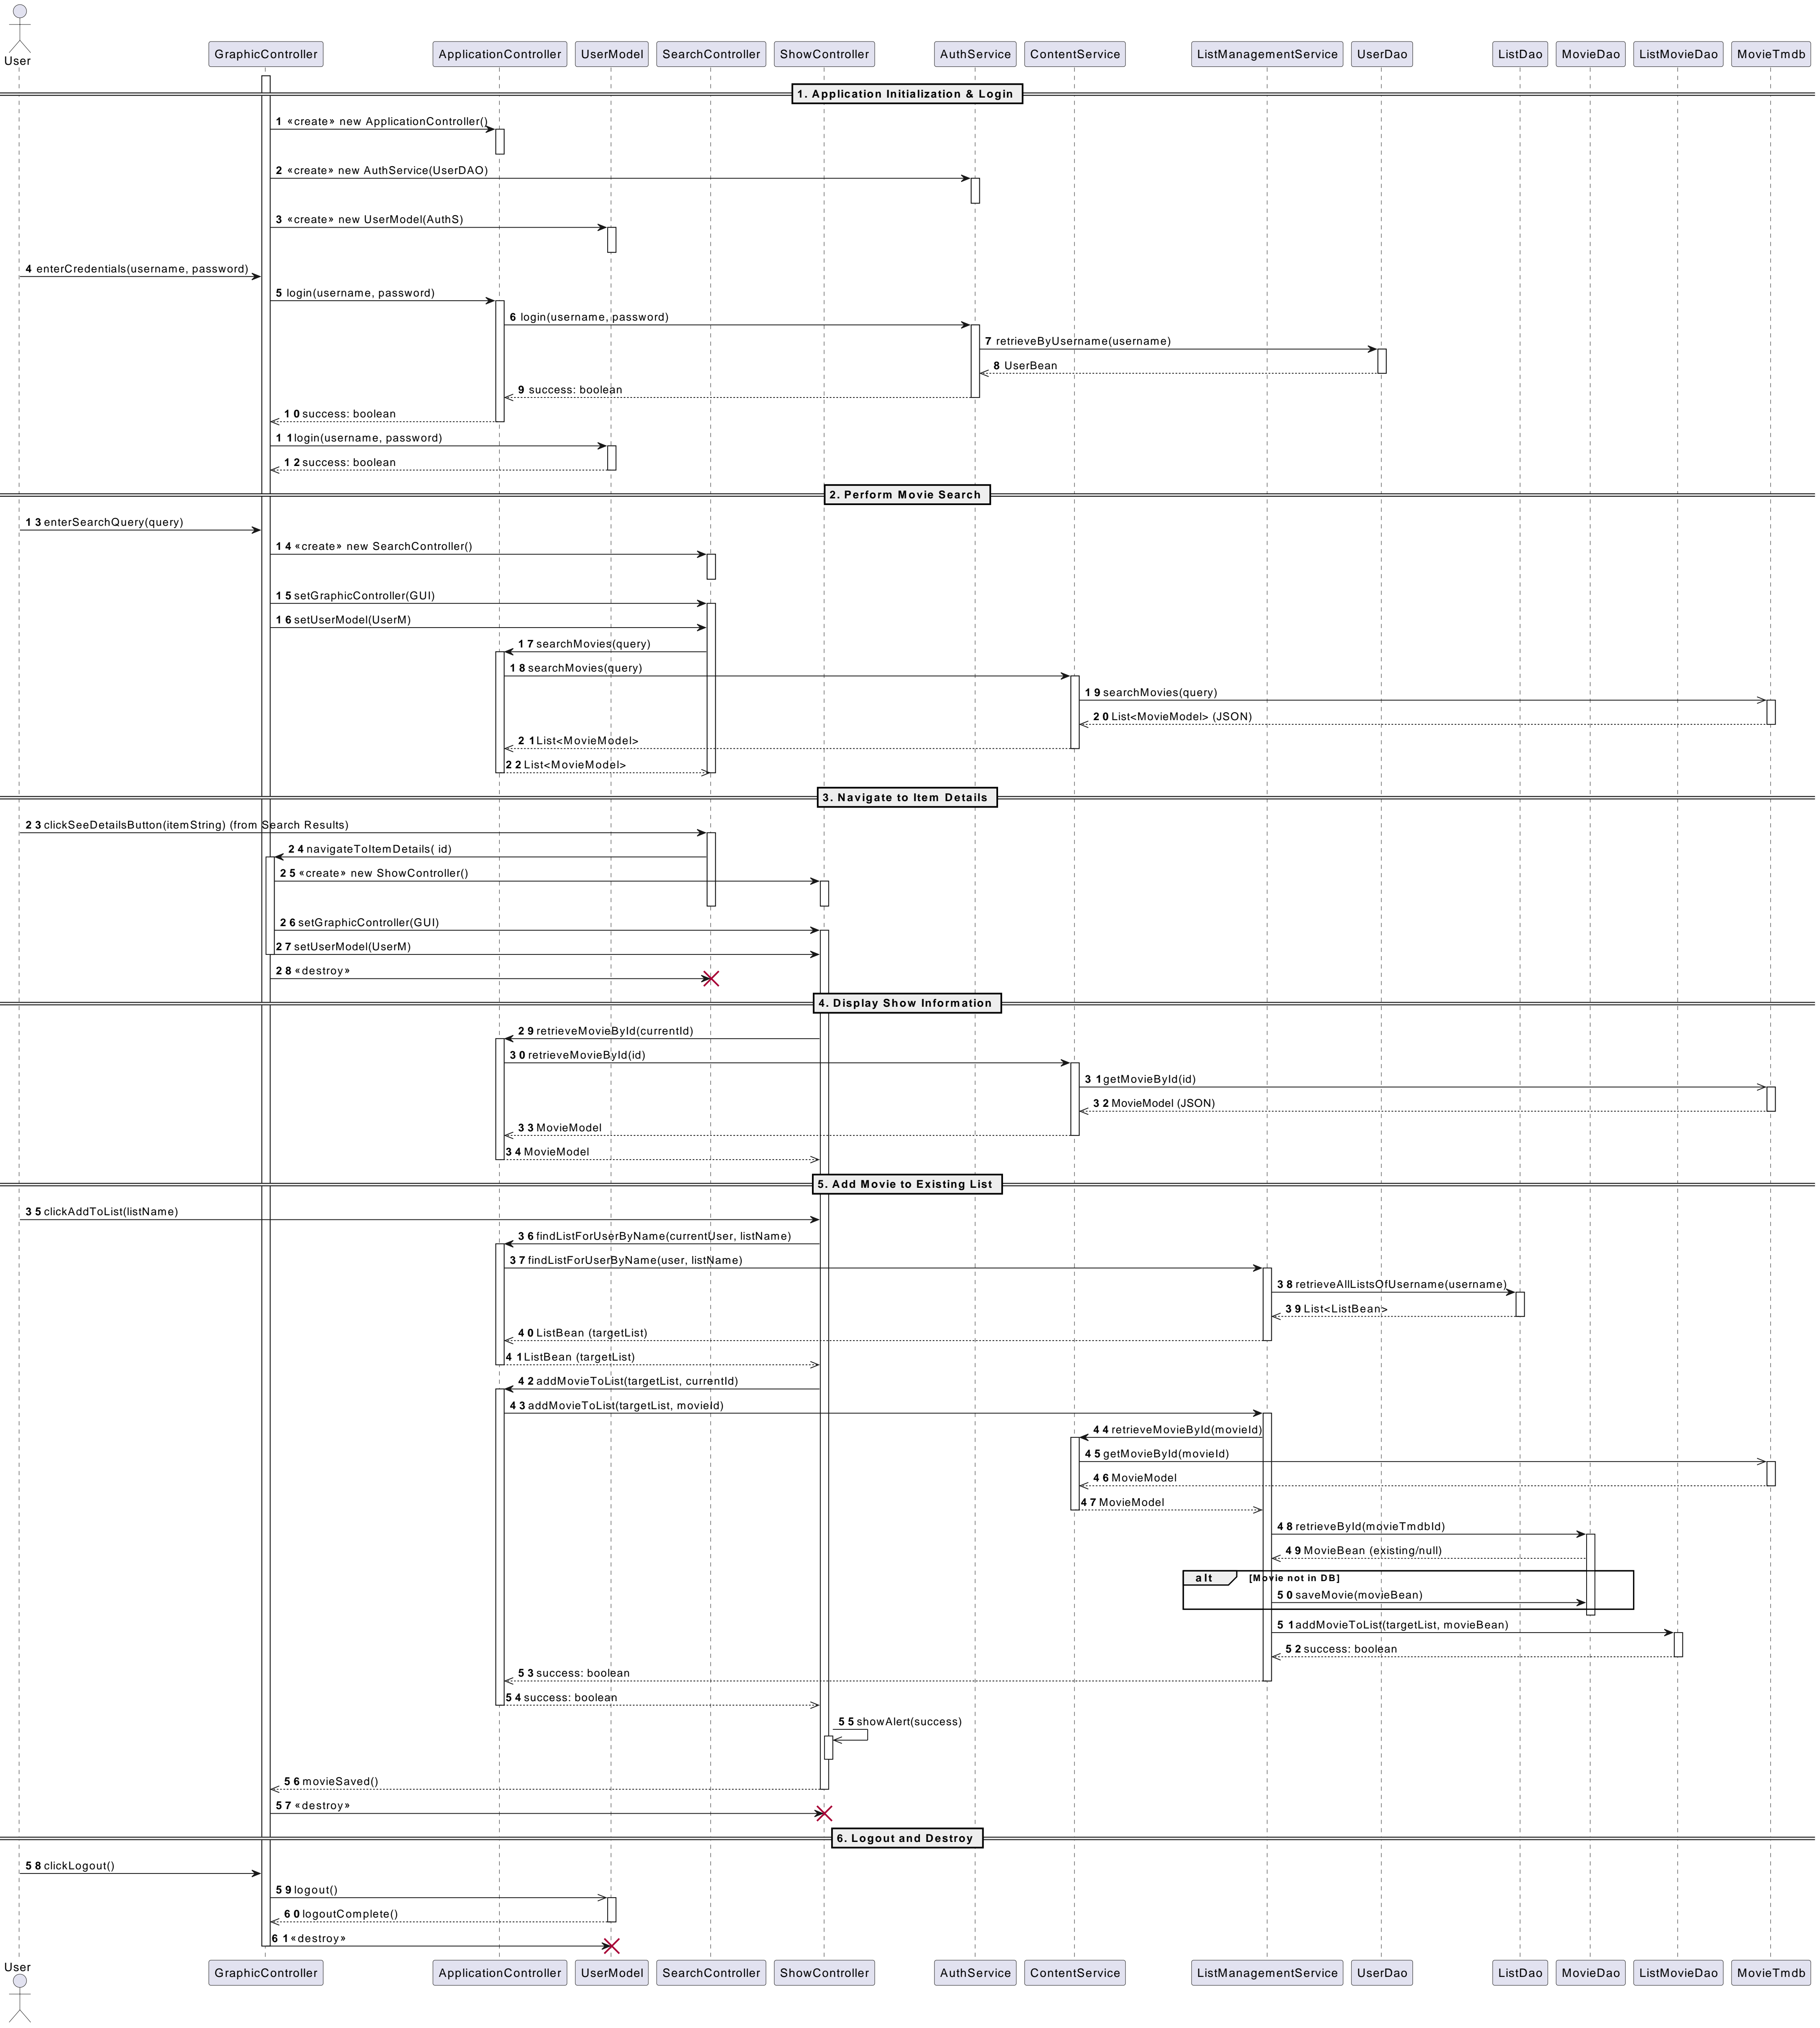 User
GraphicController
ApplicationController
UserModel
SearchController
ShowController
AuthService
ContentService
ListManagementService
UserDao
ListDao
MovieDao
ListMovieDao
MovieTmdb
1. Application Initialization & Login
1 «create» new ApplicationController()
2 «create» new AuthService(UserDAO)
3 «create» new UserModel(AuthS)
4 enterCredentials(username, password)
5 login(username, password)
6 login(username, password)
7 retrieveByUsername(username)
8 UserBean
9 success: boolean
10 success: boolean
11 login(username, password)
12 success: boolean
2. Perform Movie Search
13 enterSearchQuery(query)
14 «create» new SearchController()
15 setGraphicController(GUI)
16 setUserModel(UserM)
17 searchMovies(query)
18 searchMovies(query)
19 searchMovies(query)
20 List<MovieModel> (JSON)
21 List<MovieModel>
22 List<MovieModel>
3. Navigate to Item Details
23 clickSeeDetailsButton(itemString) (from Search Results)
24 navigateToItemDetails( id)
25 «create» new ShowController()
26 setGraphicController(GUI)
27 setUserModel(UserM)
28 «destroy»
4. Display Show Information
29 retrieveMovieById(currentId)
30 retrieveMovieById(id)
31 getMovieById(id)
32 MovieModel (JSON)
33 MovieModel
34 MovieModel
5. Add Movie to Existing List
35 clickAddToList(listName)
36 findListForUserByName(currentUser, listName)
37 findListForUserByName(user, listName)
38 retrieveAllListsOfUsername(username)
39 List<ListBean>
40 ListBean (targetList)
41 ListBean (targetList)
42 addMovieToList(targetList, currentId)
43 addMovieToList(targetList, movieId)
44 retrieveMovieById(movieId)
45 getMovieById(movieId)
46 MovieModel
47 MovieModel
48 retrieveById(movieTmdbId)
49 MovieBean (existing/null)
alt [Movie not in DB]
50 saveMovie(movieBean)
51 addMovieToList(targetList, movieBean)
52 success: boolean
53 success: boolean
54 success: boolean
55 showAlert(success)
56 movieSaved()
57 «destroy»
6. Logout and Destroy
58 clickLogout()
59 logout()
60 logoutComplete()
61 «destroy»
User
GraphicController
ApplicationController
UserModel
SearchController
ShowController
AuthService
ContentService
ListManagementService
UserDao
ListDao
MovieDao
ListMovieDao
MovieTmdb